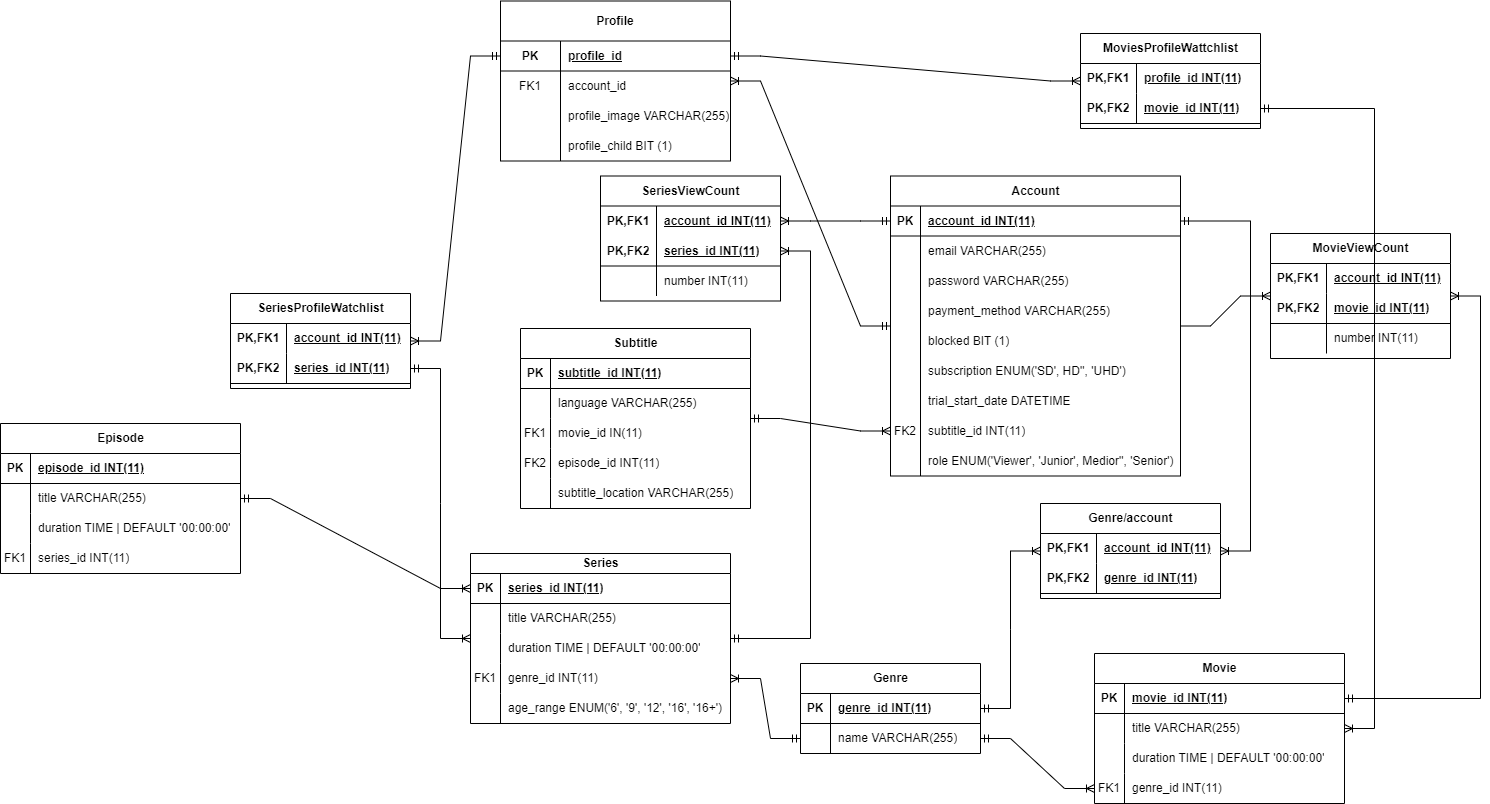 Profile
PK profile_id
FK1 account_id
profile_image VARCHAR(255)
profile_child BIT (1)
MoviesProfileWattchlist
PK,FK1 profile_id INT(11)
PK,FK2 movie_id INT(11)
SeriesViewCount
PK,FK1 account_id INT(11)
PK,FK2 series_id INT(11)
number INT(11)
Account
PK account_id INT(11)
email VARCHAR(255)
password VARCHAR(255)
payment_method VARCHAR(255)
blocked BIT (1)
subscription ENUM('SD', HD", 'UHD')
trial_start_date DATETIME
FK2 subtitle_id INT(11)
role ENUM('Viewer', 'Junior', Medior", 'Senior')
MovieViewCount
PK,FK1 account_id INT(11)
PK,FK2 movie_id INT(11)
number INT(11)
SeriesProfileWatchlist
PK,FK1 account_id INT(11)
PK,FK2 series_id INT(11)
Subtitle
PK subtitle_id INT(11)
language VARCHAR(255)
FK1 movie_id IN(11)
FK2 episode_id INT(11)
subtitle_location VARCHAR(255)
Episode
PK episode_id INT(11)
title VARCHAR(255)
duration TIME | DEFAULT '00:00:00'
FK1 series_id INT(11)
Genre/account
PK,FK1 account_id INT(11)
PK,FK2 genre_id INT(11)
Series
PK series_id INT(11)
title VARCHAR(255)
duration TIME | DEFAULT '00:00:00'
FK1 genre_id INT(11)
age_range ENUM('6', '9', '12', '16', '16+')
Genre
PK genre_id INT(11)
name VARCHAR(255)
Movie
PK movie_id INT(11)
title VARCHAR(255)
duration TIME | DEFAULT '00:00:00'
FK1 genre_id INT(11)